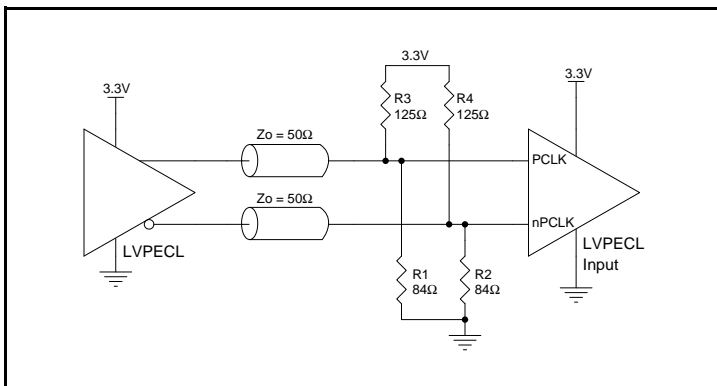 3.3V
3.3V
3.3V
R3
125Ω
R4
125Ω
Zo = 50Ω
PCLK
Zo = 50Ω
nPCLK
LVPECL
LVPECL
Input
R1
84Ω
R2
84Ω